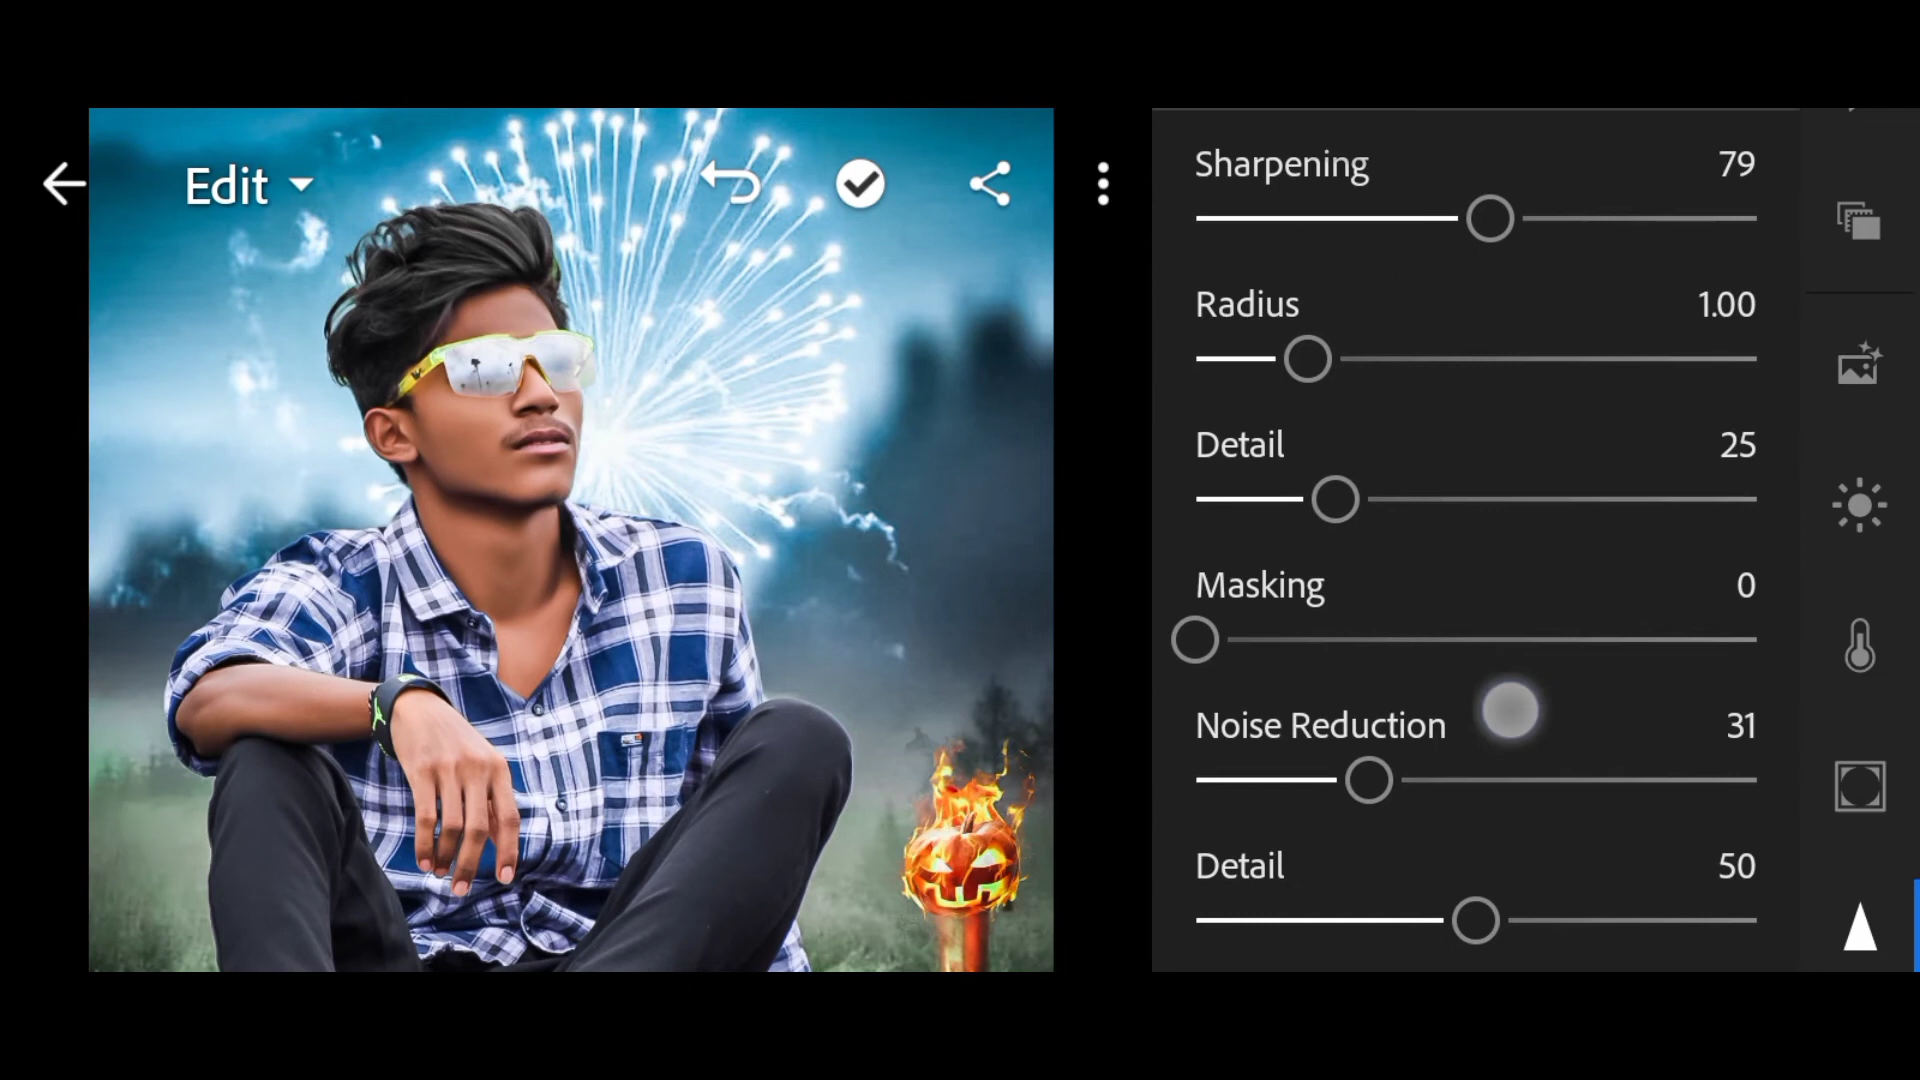 Edit
Sharpening 79
Radius 1.00
Detail 25
Masking 0
Noise Reduction 31
Detail 50